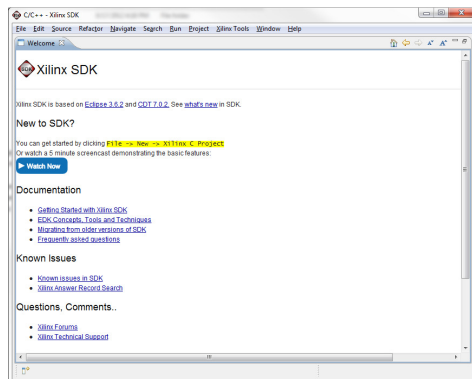 C/C++ - Xilinx SDK
File Edit Source Refactor Navigate Search Run Project Xilinx Tools Window Help
Welcome
Xilinx SDK
Xilinx SDK is based on Eclipse 3.6.2 and CDT 7.0.2, See what's new in SDK.
New to SDK?
You can get started by clicking File -> New -> Xilinx C Project
Or watch a 5 minute screencast demonstrating the basic features:
Watch Now
Documentation
Getting Started with Xilinx SDK
EDK Concepts, Tools and Techniques
Migrating from older versions of SDK
Frequently asked questions
Known Issues
Known issues in SDK
Xilinx Answer Record Search
Questions, Comments..
Xilinx Forums
Xilinx Technical Support